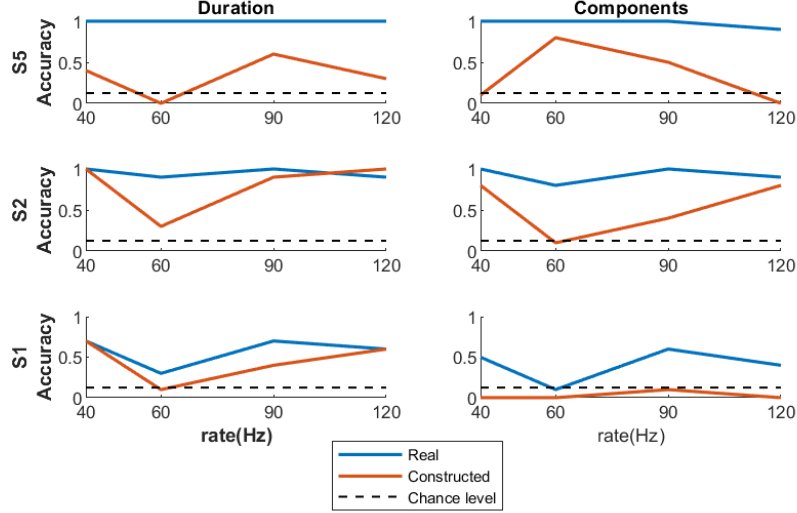 Duration
Components
S5
Accuracy
1
0.5
0
40 60 90 120
1
0.5
0
40 60 90 120
S2
Accuracy
1
0.5
0
40 60 90 120
1
0.5
0
40 60 90 120
S1
Accuracy
1
0.5
0
40 60 90 120
rate(Hz)
1
0.5
0
40 60 90 120
rate(Hz)
Real
Constructed
Chance level